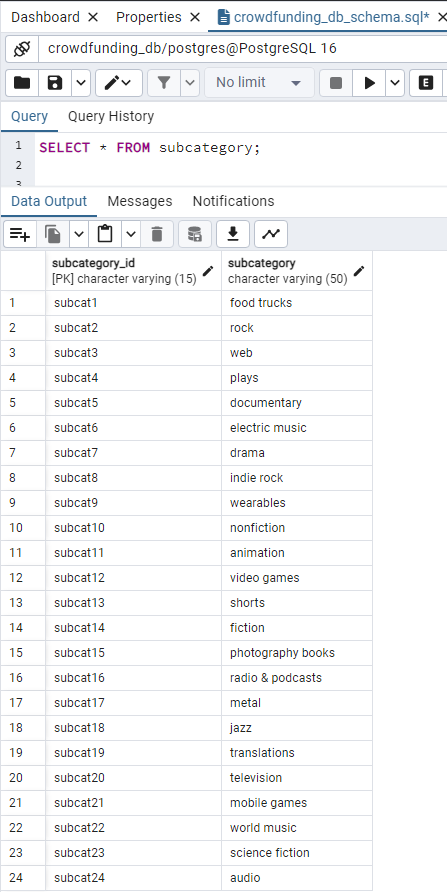 Dashboard Properties crowdfunding_db_schema.sql*
crowdfunding_db/postgres@PostgreSQL 16
No limit E
Query Query History
1 SELECT * FROM subcategory;
2
3
Data Output Messages Notifications
subcategory_id subcategory
[PK] character varying (15) character varying (50)
1 subcat1 food trucks
2 subcat2 rock
3 subcat3 web
4 subcat4 plays
5 subcat5 documentary
6 subcat6 electric music
7 subcat7 drama
8 subcat8 indie rock
9 subcat9 wearables
10 subcat10 nonfiction
11 subcat11 animation
12 subcat12 video games
13 subcat13 shorts
14 subcat14 fiction
15 subcat15 photography books
16 subcat16 radio & podcasts
17 subcat17 metal
18 subcat18 jazz
19 subcat19 translations
20 subcat20 television
21 subcat21 mobile games
22 subcat22 world music
23 subcat23 science fiction
24 subcat24 audio